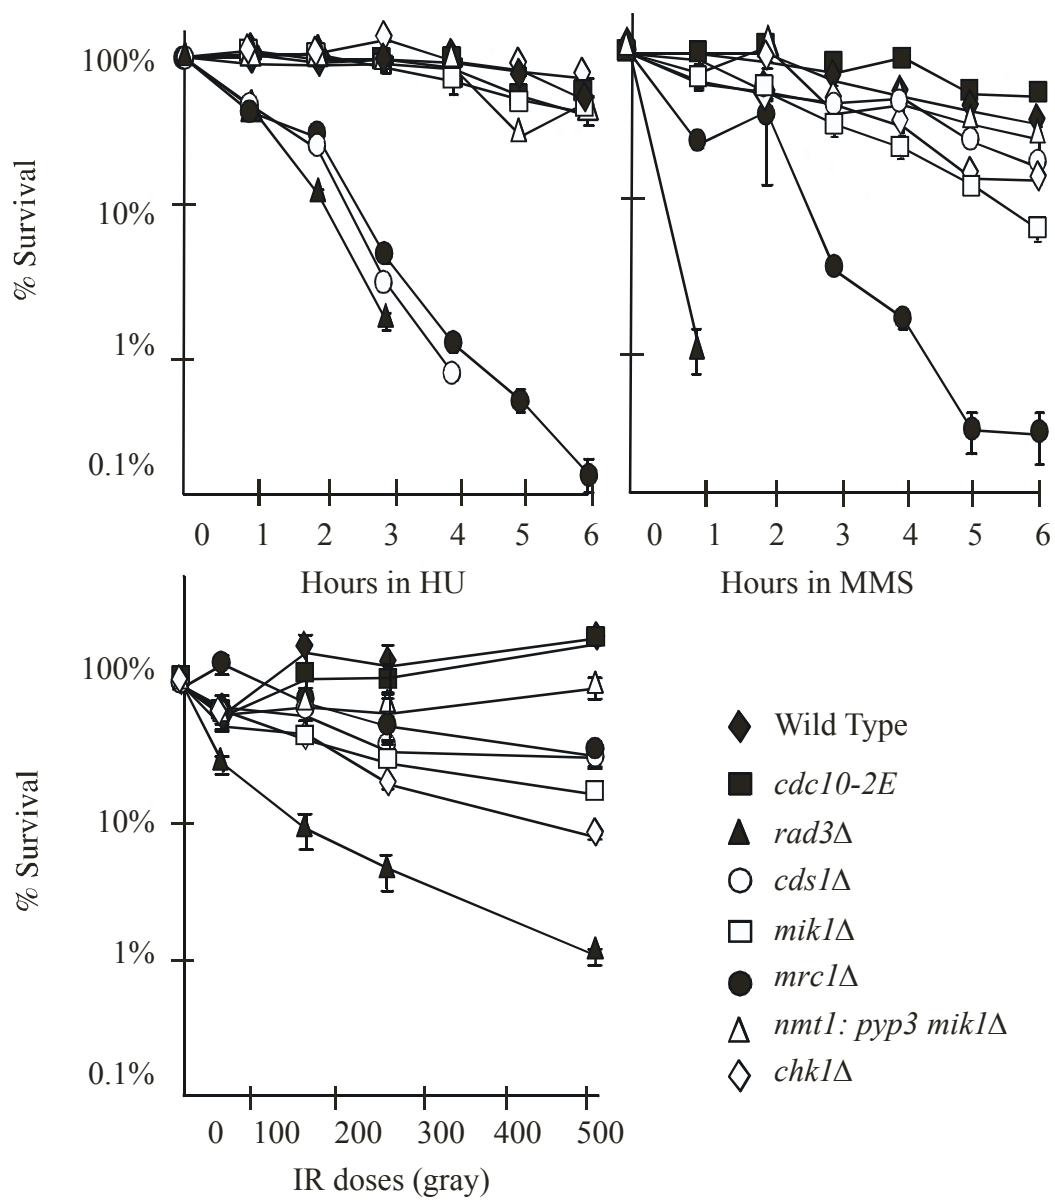 % Survival
100%
10%
1%
0.1%
0 1 2 3 4 5 6
Hours in HU
0 1 2 3 4 5 6
Hours in MMS
% Survival
100%
10%
1%
0.1%
0 100 200 300 400 500
IR doses (gray)
Wild Type
cdc10-2E
rad3Δ
cds1Δ
mik1Δ
mrc1Δ
nmt1: pyp3 mik1Δ
chk1Δ